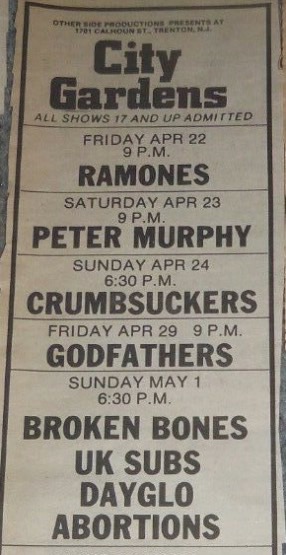 OTHER SIDE PRODUCTIONS PRESENTS AT
1701 CALHOUN ST., TRENTON, N.J.
City
Gardens
ALL SHOWS 17 AND UP ADMITTED
FRIDAY APR 22
9 P.M.
RAMONES
SATURDAY APR 23
9 P.M.
PETER MURPHY
SUNDAY APR 24
6:30 P.M.
CRUMBSUCKERS
FRIDAY APR 29 9 P.M.
GODFATHERS
SUNDAY MAY 1
6:30 P.M.
BROKEN BONES
UK SUBS
DAYGLO
ABORTIONS